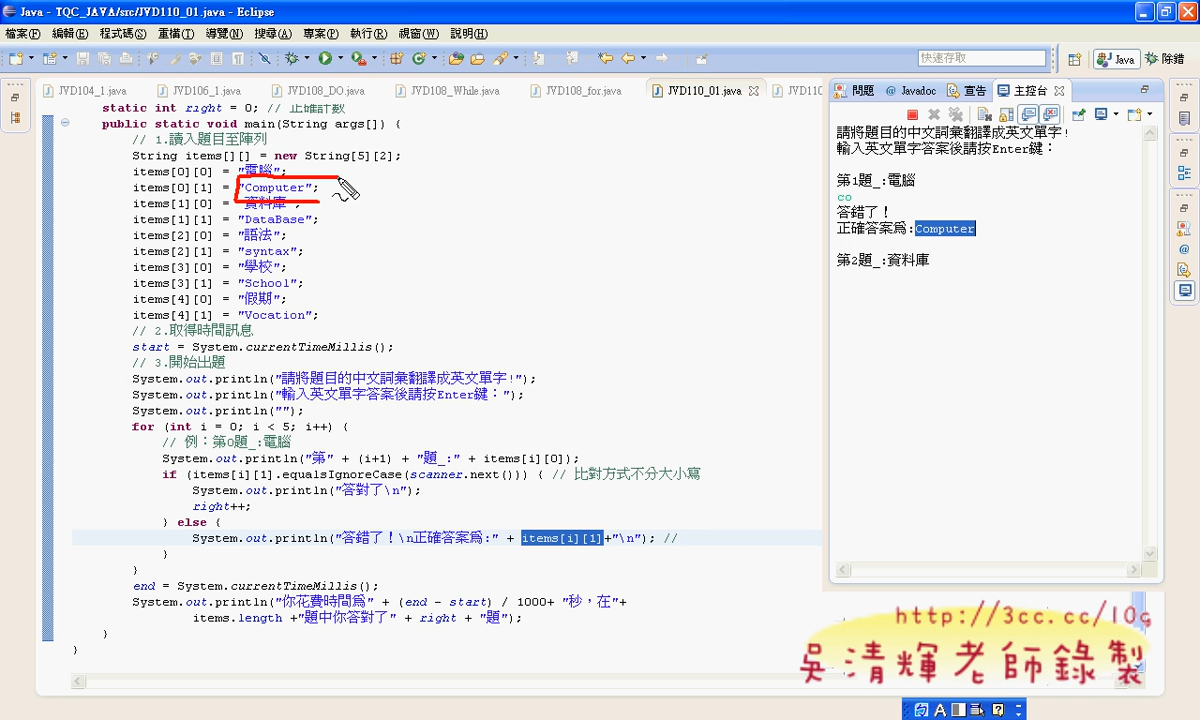 Java - TQC_JAVA/src/JVD110_01.java - Eclipse
檔案(F) 編輯(E) 程式碼(S) 重構(T) 導覽(N) 搜尋(A) 專案(P) 執行(R) 視窗(W) 說明(H)
快速存取 Java 除錯
JVD104_1.java JVD106_1.java JVD108_DO.java JVD108_While.java JVD108_for.java JVD110_01.java JVD110
static int right = 0; // 正確計數
public static void main(String args[]) {
// 1.讀入題目至陣列
String items[][] = new String[5][2];
items[0][0] = "電腦";
items[0][1] = "Computer";
items[1][0] = "資料庫";
items[1][1] = "DataBase";
items[2][0] = "語法";
items[2][1] = "syntax";
items[3][0] = "學校";
items[3][1] = "School";
items[4][0] = "假期";
items[4][1] = "Vocation";
// 2.取得時間訊息
start = System.currentTimeMillis();
// 3.開始出題
System.out.println("請將題目的中文詞彙翻譯成英文單字!");
System.out.println("輸入英文單字答案後請按Enter鍵：");
System.out.println("");
for (int i = 0; i < 5; i++) {
// 例：第0題_:電腦
System.out.println("第" + (i+1) + "題_:" + items[i][0]);
if (items[i][1].equalsIgnoreCase(scanner.next())) { // 比對方式不分大小寫
System.out.println("答對了\n");
right++;
} else {
System.out.println("答錯了！\n正確答案為:" + items[i][1]+"\n"); //
}
}
end = System.currentTimeMillis();
System.out.println("你花費時間為" + (end - start) / 1000+ "秒，在"+
items.length +"題中你答對了" + right + "題");
}
}
問題 @ Javadoc 宣告 主控台
請將題目的中文詞彙翻譯成英文單字!
輸入英文單字答案後請按Enter鍵：
第1題_:電腦
co
答錯了！
正確答案為:Computer
第2題_:資料庫
http://3cc.cc/10g
吳清輝老師錄製